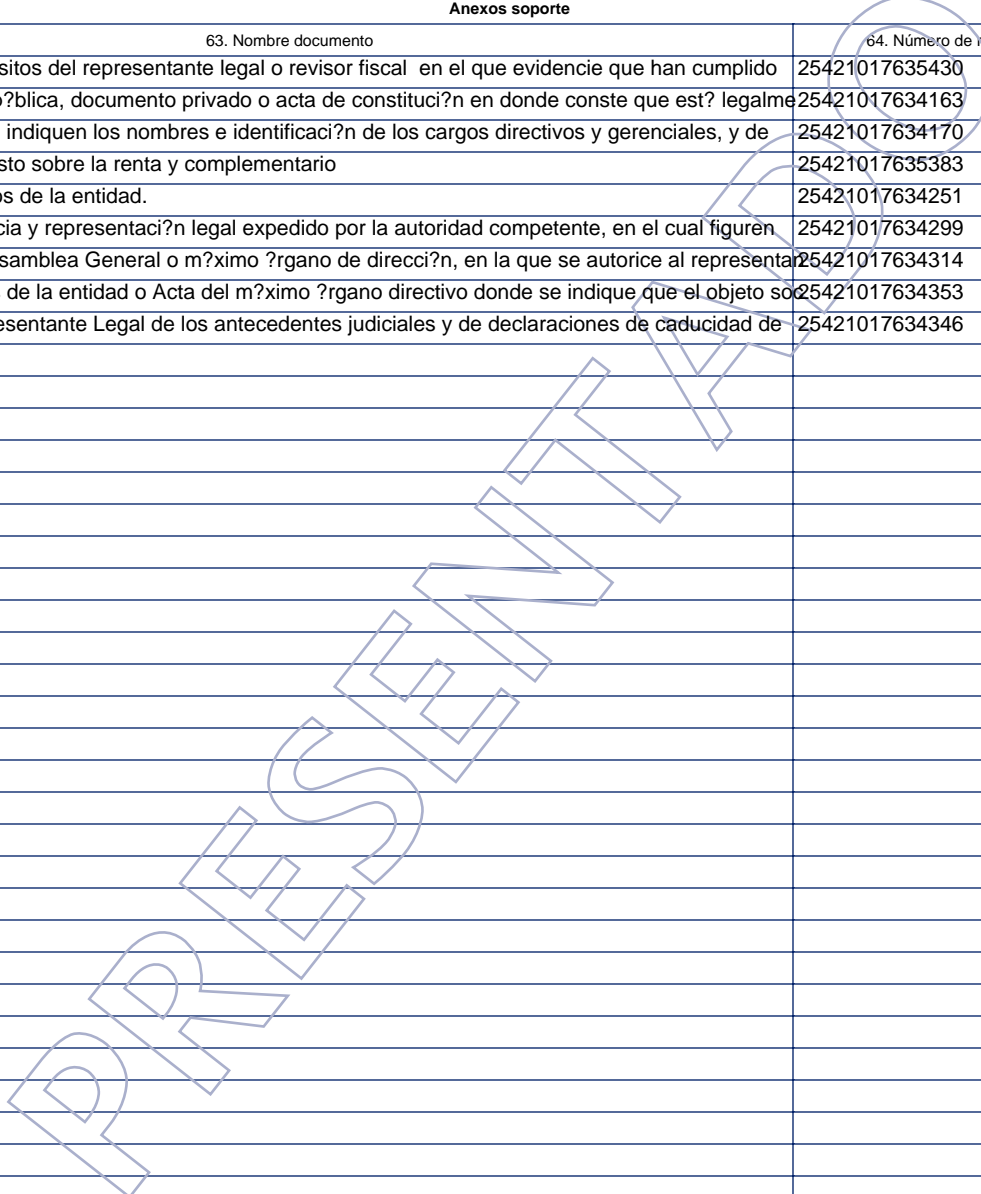 Anexos soporte
63. Nombre documento 64. Número de
sitos del representante legal o revisor fiscal en el que evidencie que han cumplido 25421017635430
?blica, documento privado o acta de constituci?n en donde conste que est? legalme 25421017634163
indiquen los nombres e identificaci?n de los cargos directivos y gerenciales, y de 25421017634170
sto sobre la renta y complementario 25421017635383
os de la entidad. 25421017634251
cia y representaci?n legal expedido por la autoridad competente, en el cual figuren 25421017634299
samblea General o m?ximo ?rgano de direcci?n, en la que se autorice al representan 25421017634314
de la entidad o Acta del m?ximo ?rgano directivo donde se indique que el objeto soc 25421017634353
esentante Legal de los antecedentes judiciales y de declaraciones de caducidad de 25421017634346
PRESENTADO